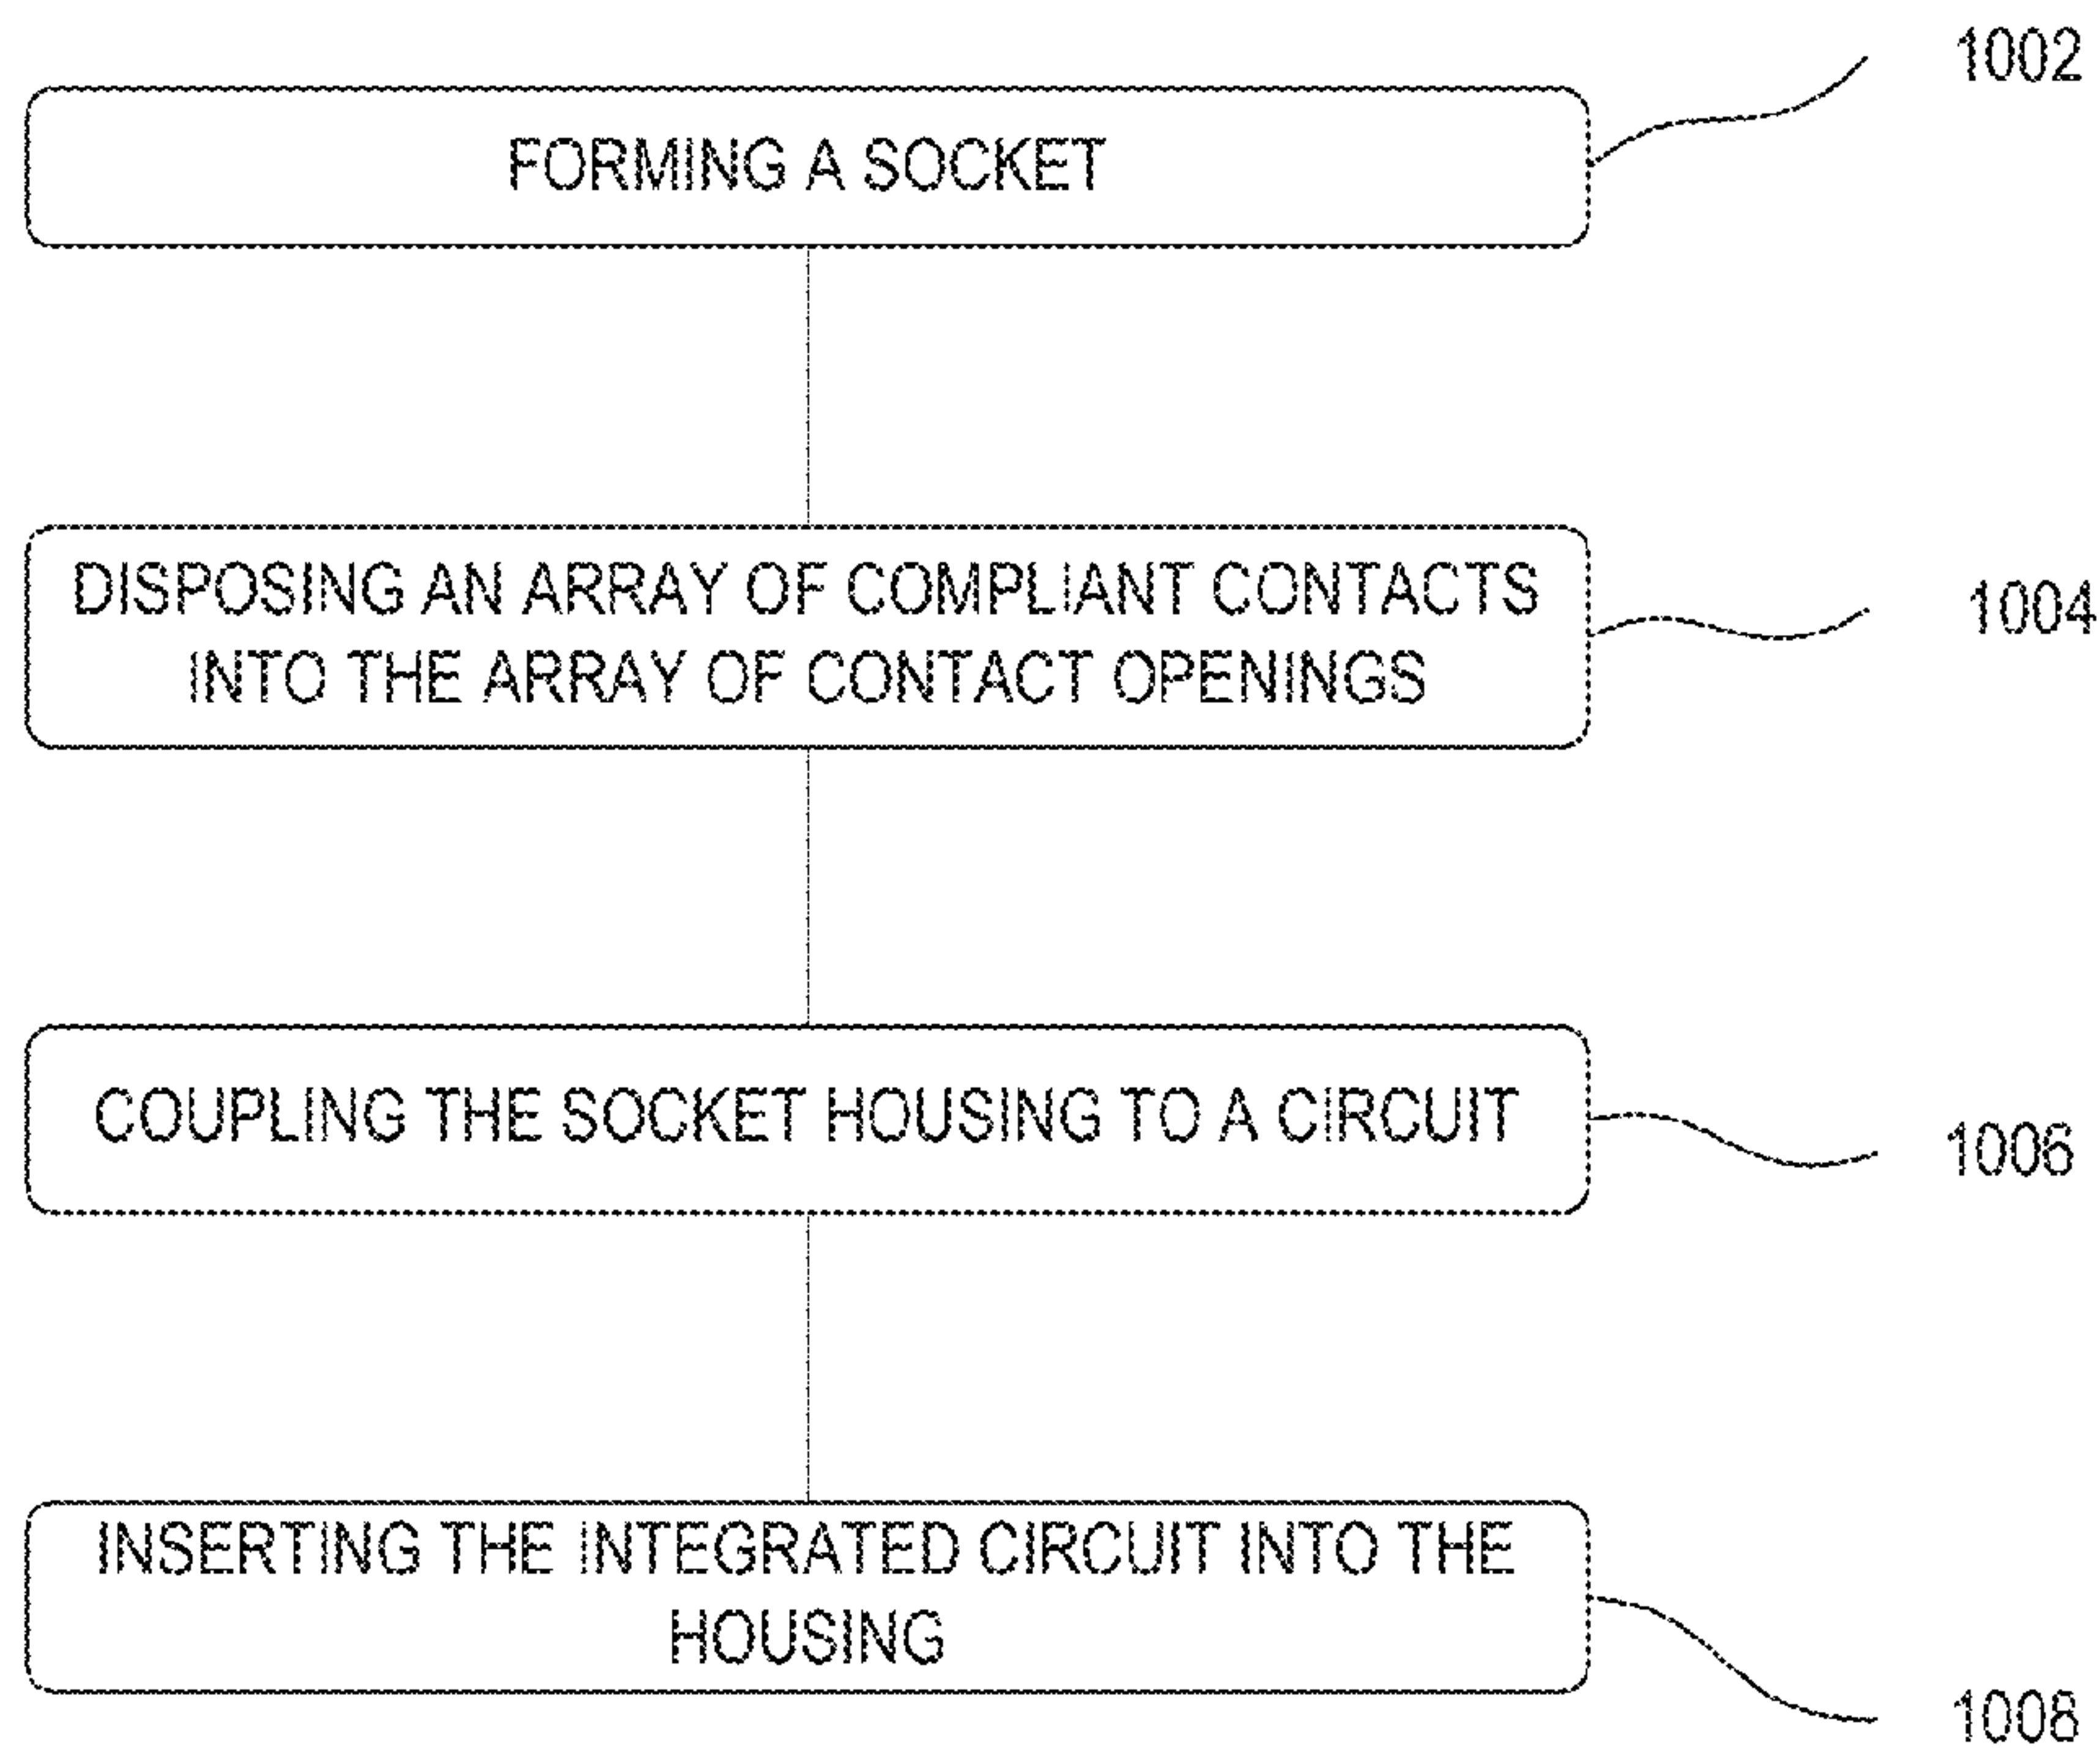 1002
FORMING A SOCKET
DISPOSING AN ARRAY OF COMPLIANT CONTACTS
INTO THE ARRAY OF CONTACT OPENINGS
1004
COUPLING THE SOCKET HOUSING TO A CIRCUIT
1006
INSERTING THE INTEGRATED CIRCUIT INTO THE
HOUSING
1008